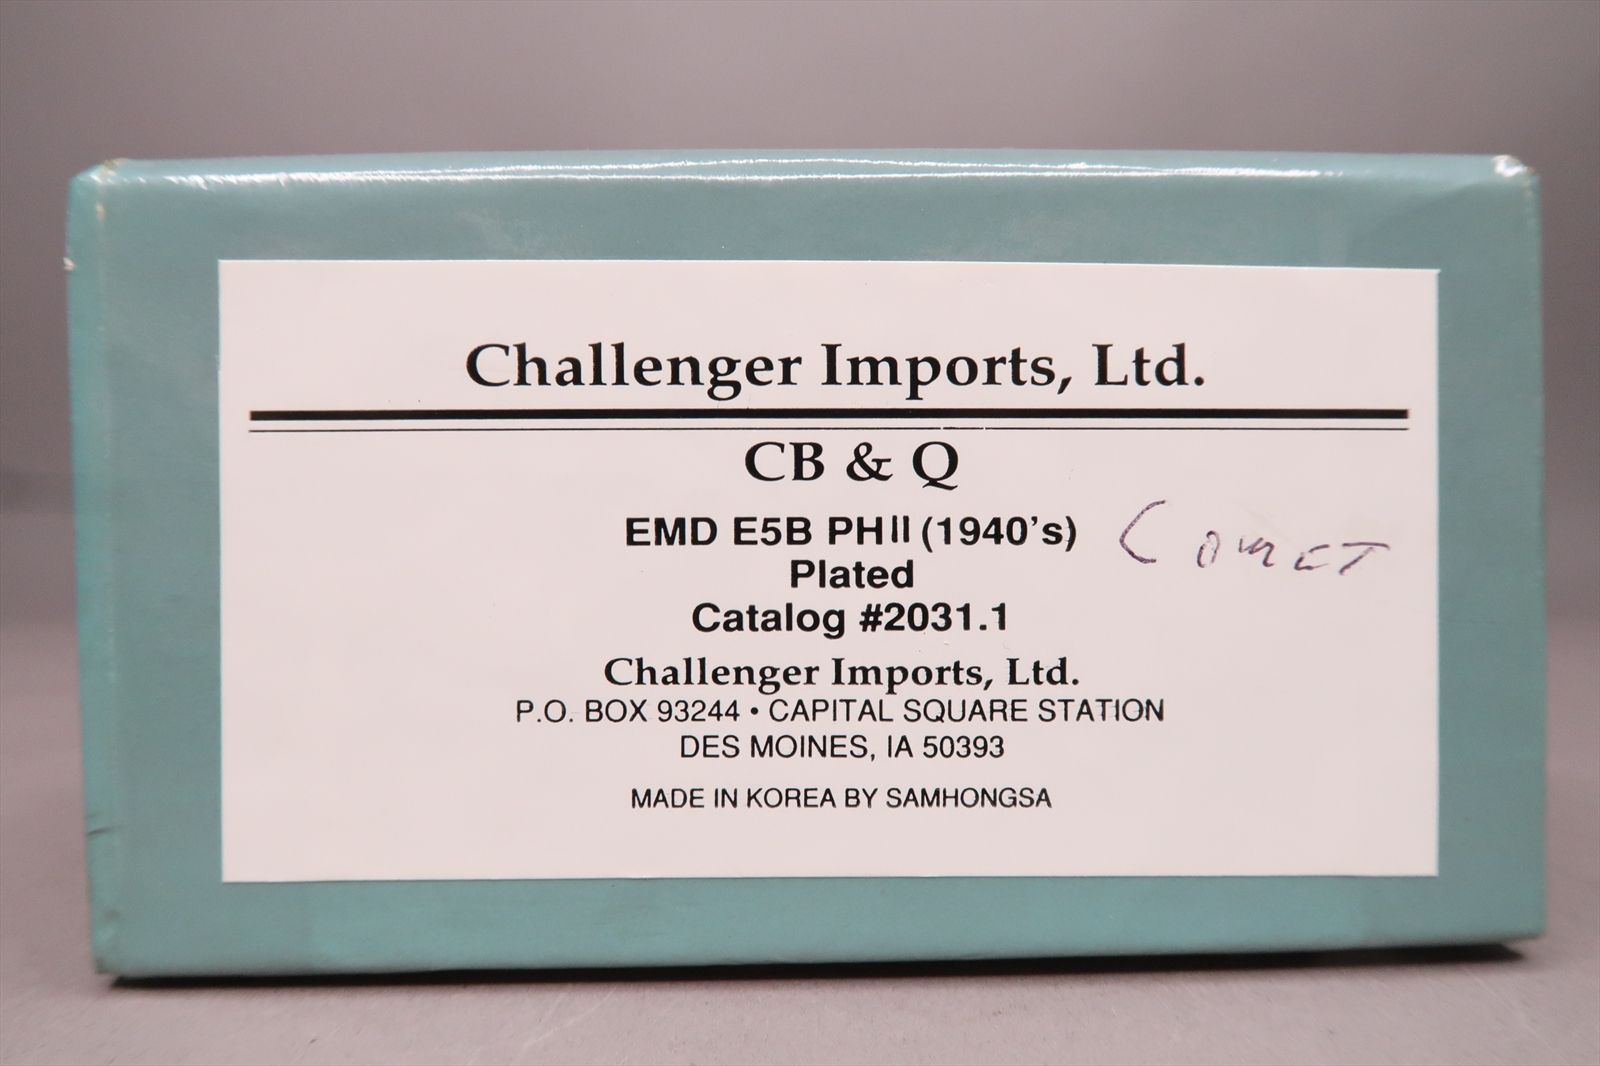 Challenger Imports, Ltd.
CB & Q
EMD E5B PH II (1940's)
COMET
Plated
Catalog #2031.1
Challenger Imports, Ltd.
P.O. BOX 93244 • CAPITAL SQUARE STATION
DES MOINES, IA 50393
MADE IN KOREA BY SAMHONGSA